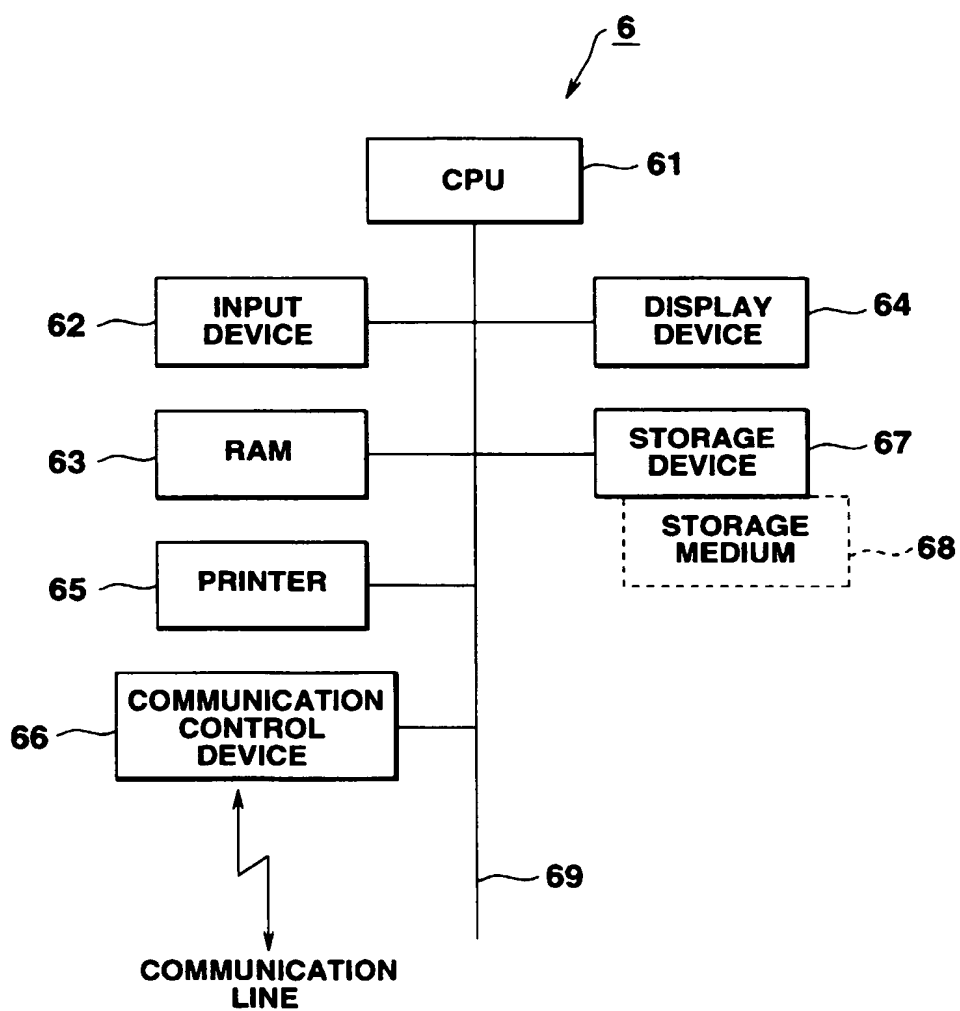 6
CPU
61
INPUT
DEVICE
62
DISPLAY
DEVICE
64
RAM
63
STORAGE
DEVICE
67
STORAGE
MEDIUM
68
PRINTER
65
COMMUNICATION
CONTROL
DEVICE
66
69
COMMUNICATION
LINE